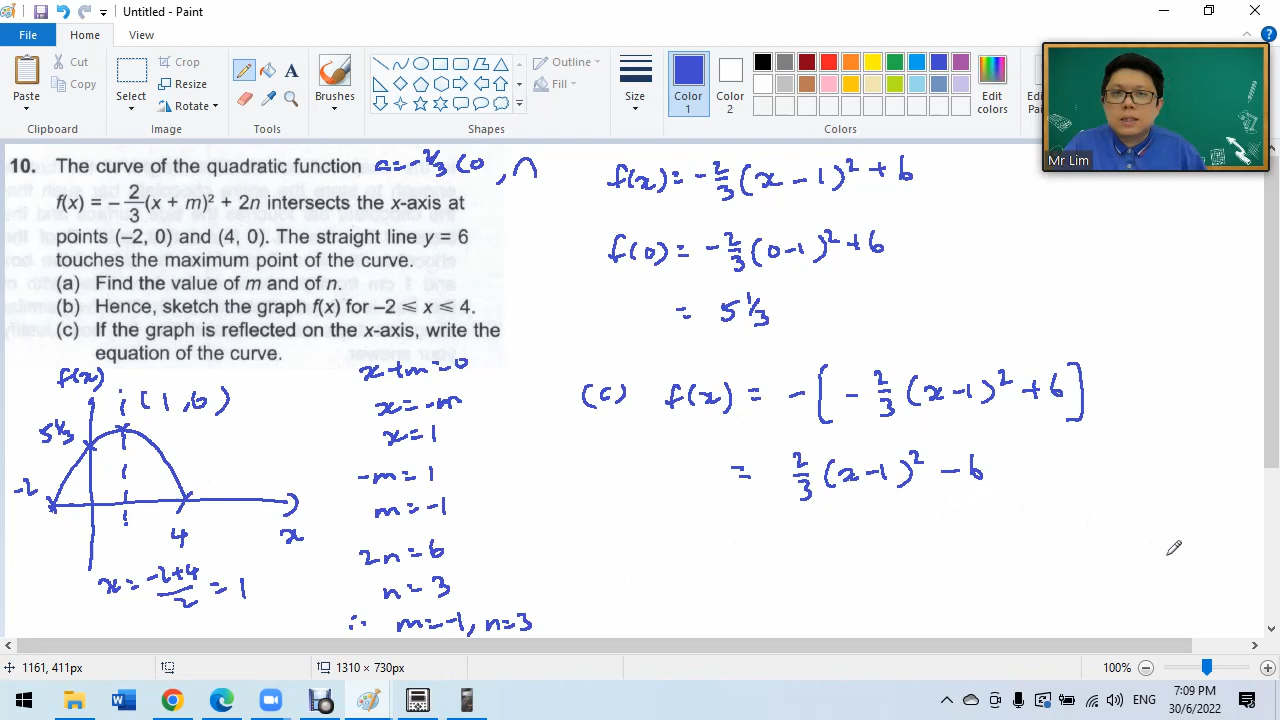 Untitled - Paint
File Home View
Paste
Cut
Copy
Clipboard
Select
Crop
Resize
Rotate
Image
A
Tools
Brushes
Shapes
Outline
Fill
Size
Color 1
Color 2
Edit colors
Colors
Mr Lim
10. The curve of the quadratic function
f(x) = –2/3(x + m)² + 2n intersects the x-axis at
points (–2, 0) and (4, 0). The straight line y = 6
touches the maximum point of the curve.
(a) Find the value of m and of n.
(b) Hence, sketch the graph f(x) for –2 ⩽ x ⩽ 4.
(c) If the graph is reflected on the x-axis, write the
equation of the curve.
a=-2/3 <0, ∩
f(x)
(1,6)
5 1/3
-2
4
x
x = (-2+4)/2 = 1
x+m=0
x=-m
x=1
-m=1
m=-1
2n=6
n=3
∴ m=-1, n=3
f(x)= -2/3(x-1)²+6
f(0)= -2/3(0-1)²+6
= 5 1/3
(c) f(x) = -[-2/3(x-1)²+6]
= 2/3(x-1)²-6
1161, 411px
1310 × 730px
100%
ENG
7:09 PM
30/6/2022